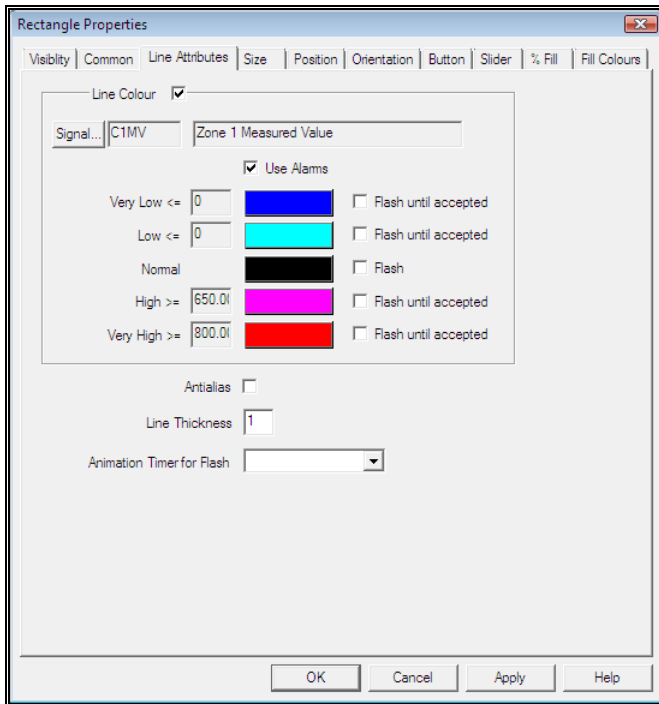 Rectangle Properties
Visiblity Common Line Attributes Size Position Orientation Button Slider % Fill Fill Colours
Line Colour
Signal... C1MV Zone 1 Measured Value
Use Alarms
Very Low <= 0 Flash until accepted
Low <= 0 Flash until accepted
Normal Flash
High >= 650.00 Flash until accepted
Very High >= 800.00 Flash until accepted
Antialias
Line Thickness 1
Animation Timer for Flash
OK Cancel Apply Help